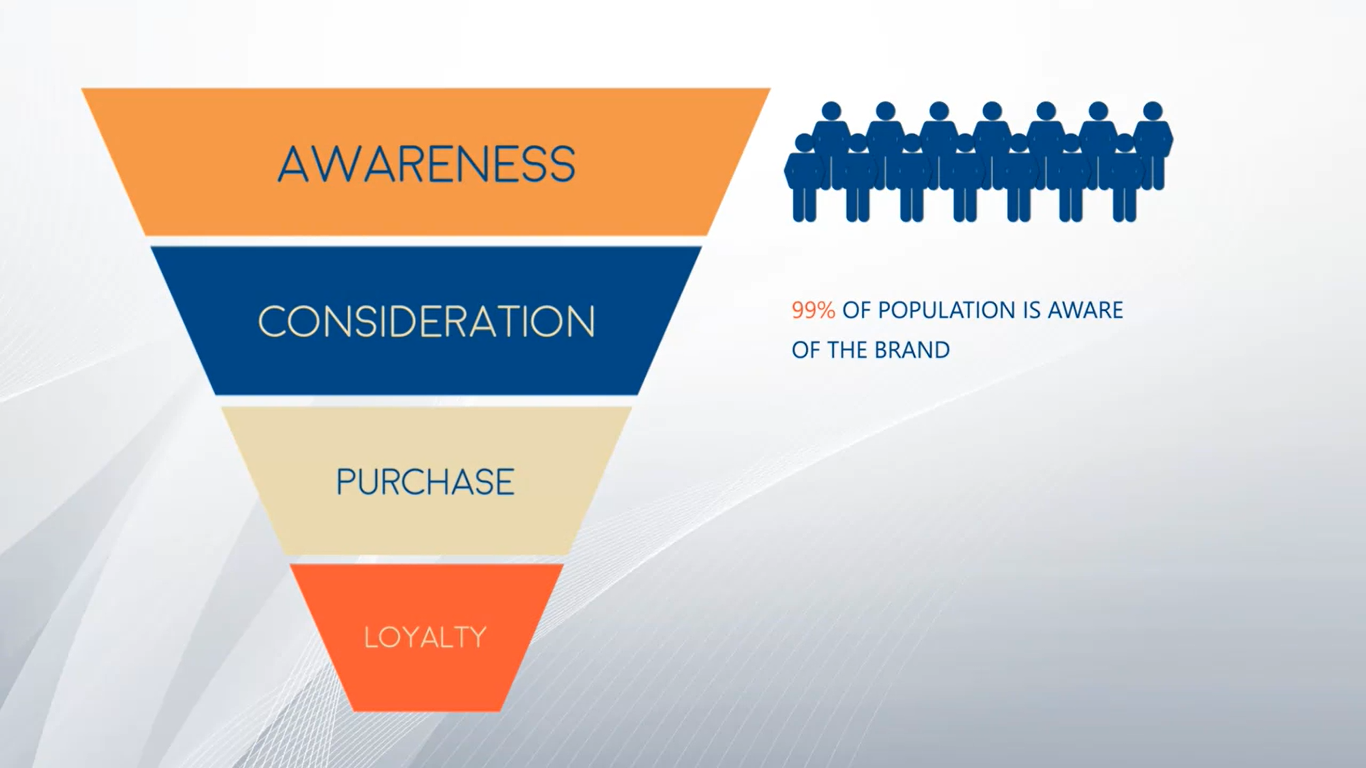 AWARENESS
CONSIDERATION
PURCHASE
LOYALTY
99% OF POPULATION IS AWARE
OF THE BRAND